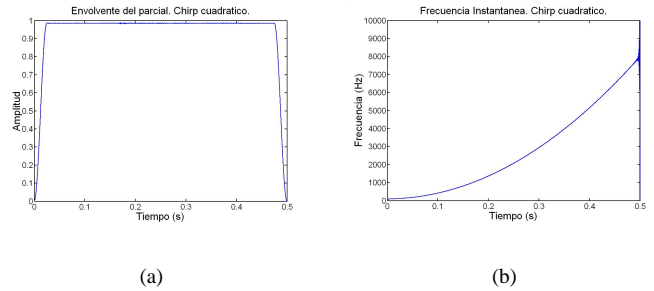 Envolvente del parcial. Chirp cuadratico.
1
0.9
0.8
0.7
0.6
0.5
0.4
0.3
0.2
0.1
0
Amplitud
0 0.1 0.2 0.3 0.4 0.5
Tiempo (s)
(a)
Frecuencia Instantanea. Chirp cuadratico.
10000
9000
8000
7000
6000
5000
4000
3000
2000
1000
0
Frecuencia (Hz)
0 0.1 0.2 0.3 0.4 0.5
Tiempo (s)
(b)